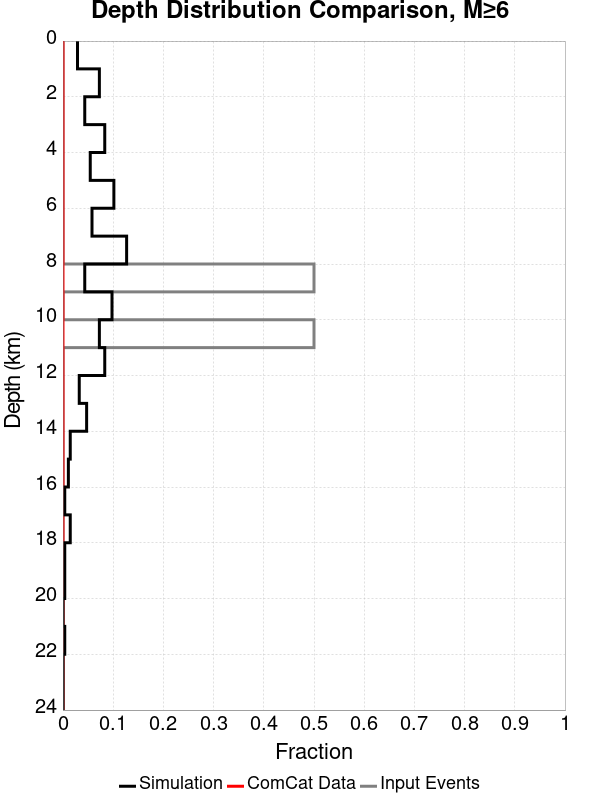 Depth Distribution Comparison, M≥6
0
2
4
6
8
10
12
14
16
18
20
22
24
Depth (km)
0 0.1 0.2 0.3 0.4 0.5 0.6 0.7 0.8 0.9 1
Fraction
Simulation ComCat Data Input Events